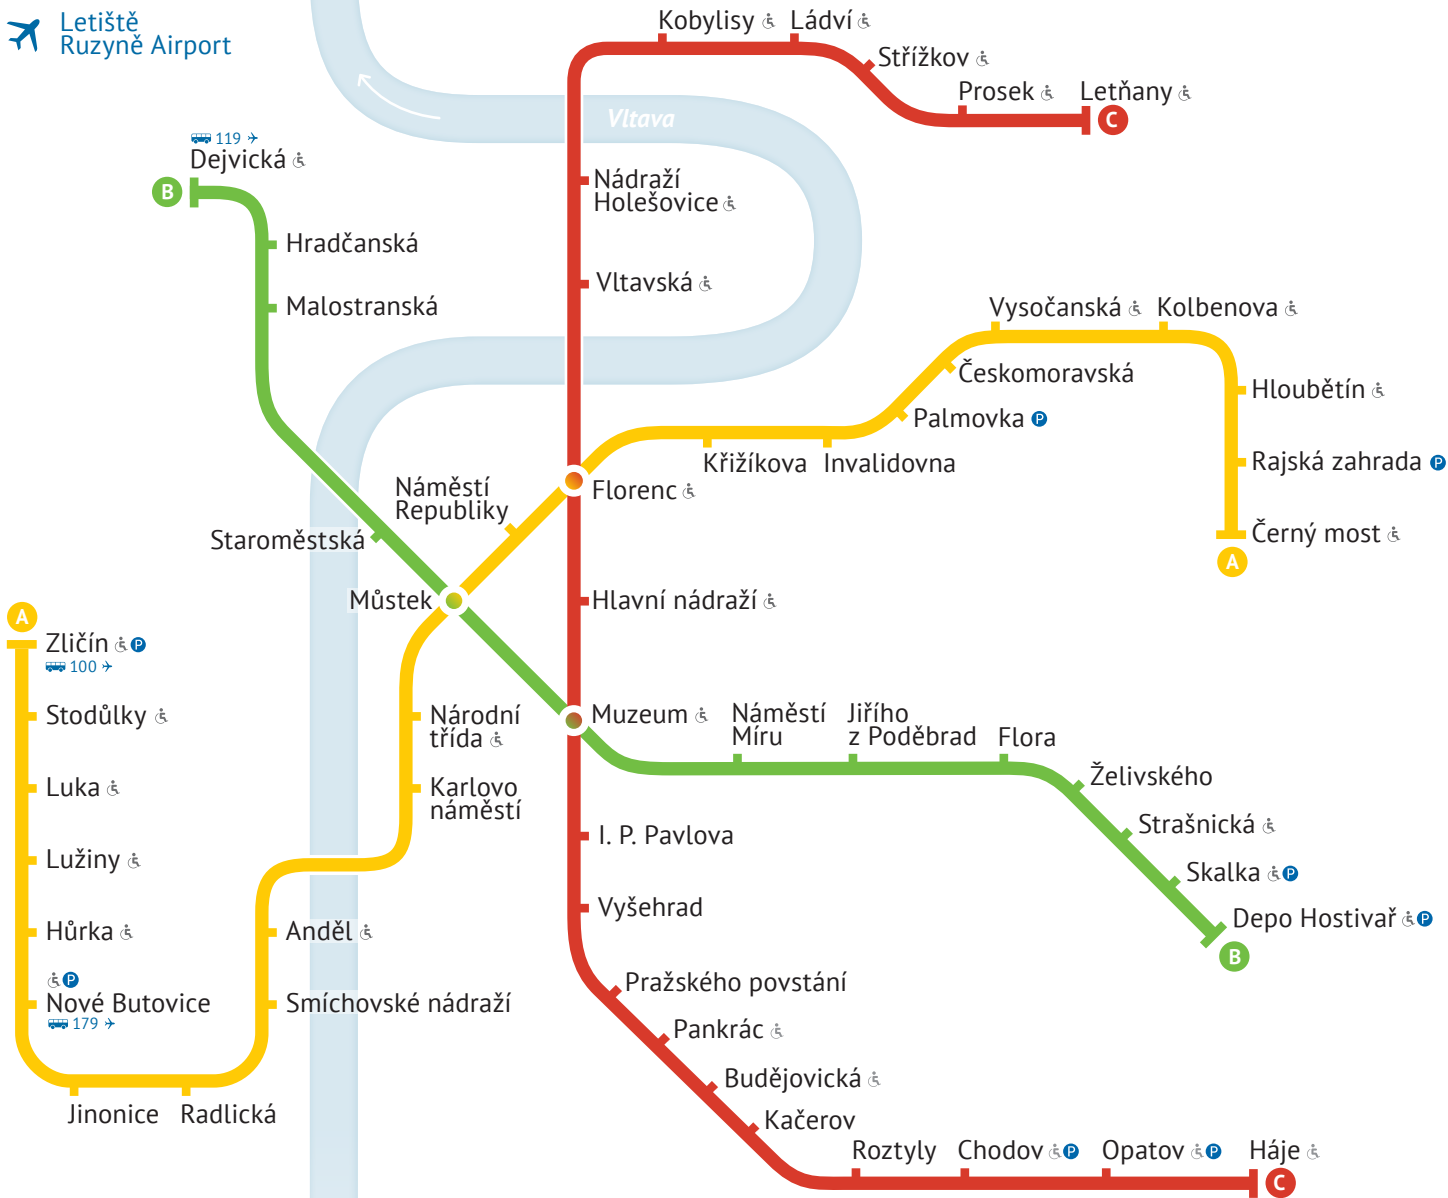 Letiště
Ruzyně Airport
Kobylisy
Ládví
Střížkov
Prosek
Letňany
C
Vltava
119
Dejvická
B
Nádraží
Holešovice
Hradčanská
Vltavská
Malostranská
Vysočanská
Kolbenova
Českomoravská
Hloubětín
Palmovka P
Křižíkova
Invalidovna
Rajská zahrada P
Náměstí
Republiky
Florenc
Černý most
A
Staroměstská
Můstek
Hlavní nádraží
A
Zličín P
100
Stodůlky
Národní
třída
Muzeum
Náměstí
Míru
Jiřího
z Poděbrad
Flora
Luka
Karlovo
náměstí
Želivského
Strašnická
I. P. Pavlova
Lužiny
Skalka P
Vyšehrad
Depo Hostivař P
B
Hůrka
Anděl
P
Nové Butovice
179
Smíchovské nádraží
Pražského povstání
Pankrác
Budějovická
Jinonice
Radlická
Kačerov
Roztyly
Chodov P
Opatov P
Háje
C